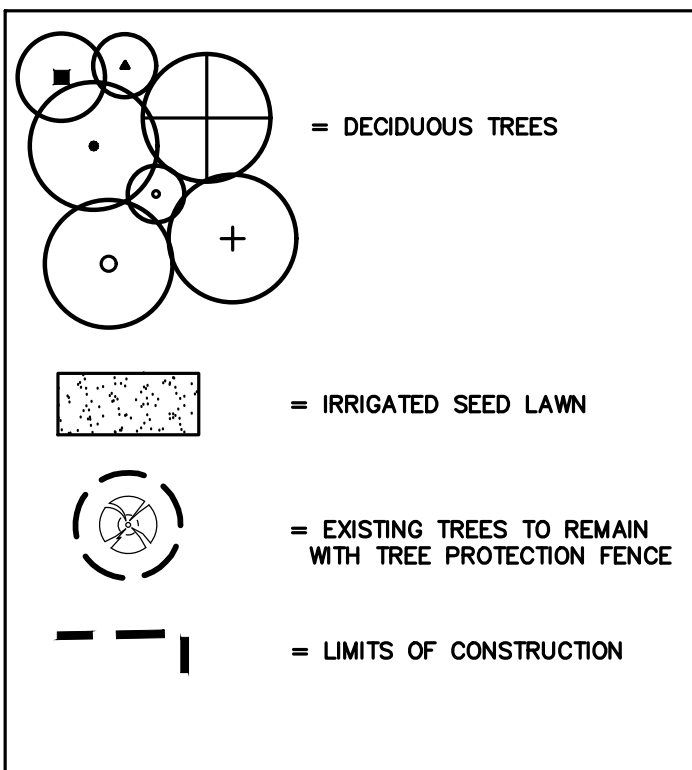 = DECIDUOUS TREES
= IRRIGATED SEED LAWN
= EXISTING TREES TO REMAIN
WITH TREE PROTECTION FENCE
= LIMITS OF CONSTRUCTION